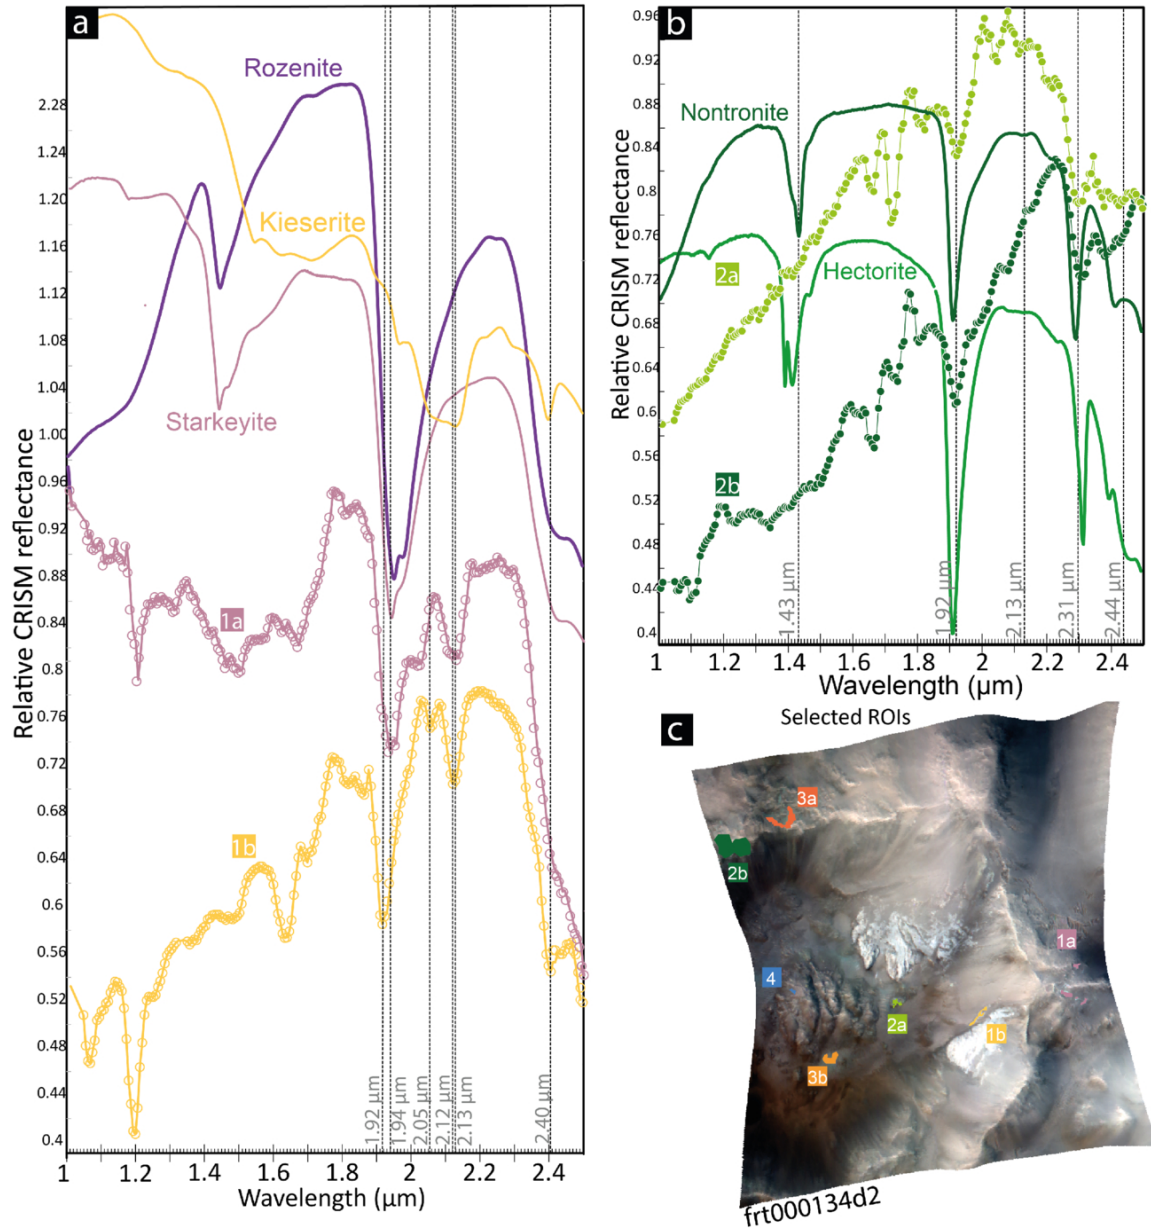 a
Relative CRISM reflectance
2.28
1.24
1.20
1.16
1.12
1.08
1.04
1.00
0.96
0.92
0.88
0.84
0.8
0.76
0.72
0.68
0.64
0.6
0.56
0.52
0.48
0.44
0.4
Rozenite
Kieserite
Starkeyite
1a
1b
1.92 µm
1.94 µm
2.05 µm
2.12 µm
2.13 µm
2.40 µm
1 1.2 1.4 1.6 1.8 2 2.2 2.4
Wavelength (µm)
b
Relative CRISM reflectance
0.96
0.92
0.88
0.84
0.8
0.76
0.72
0.68
0.64
0.6
0.56
0.52
0.48
0.44
0.4
Nontronite
2a
Hectorite
2b
1.43 µm
1.92 µm
2.13 µm
2.31 µm
2.44 µm
1 1.2 1.4 1.6 1.8 2 2.2 2.4
Wavelength (µm)
c
Selected ROIs
3a
2b
1a
4
2a
1b
3b
frt000134d2